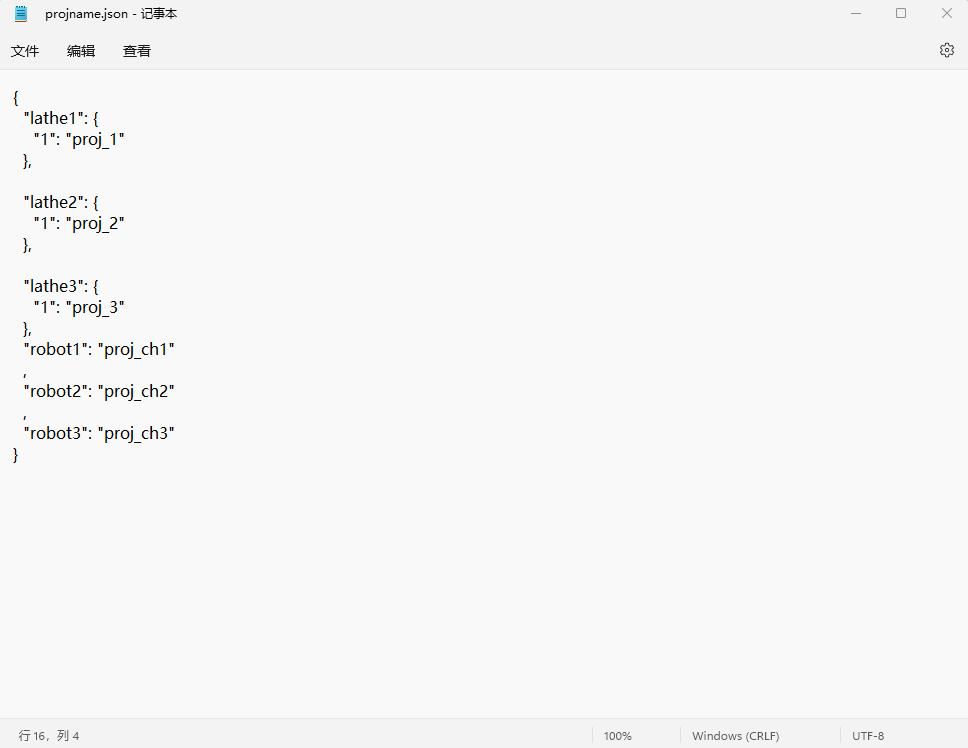 projname.json - 记事本
文件 编辑 查看
{
"lathe1": {
"1": "proj_1"
},
"lathe2": {
"1": "proj_2"
},
"lathe3": {
"1": "proj_3"
},
"robot1": "proj_ch1"
,
"robot2": "proj_ch2"
,
"robot3": "proj_ch3"
}
行 16，列 4 100% Windows (CRLF) UTF-8